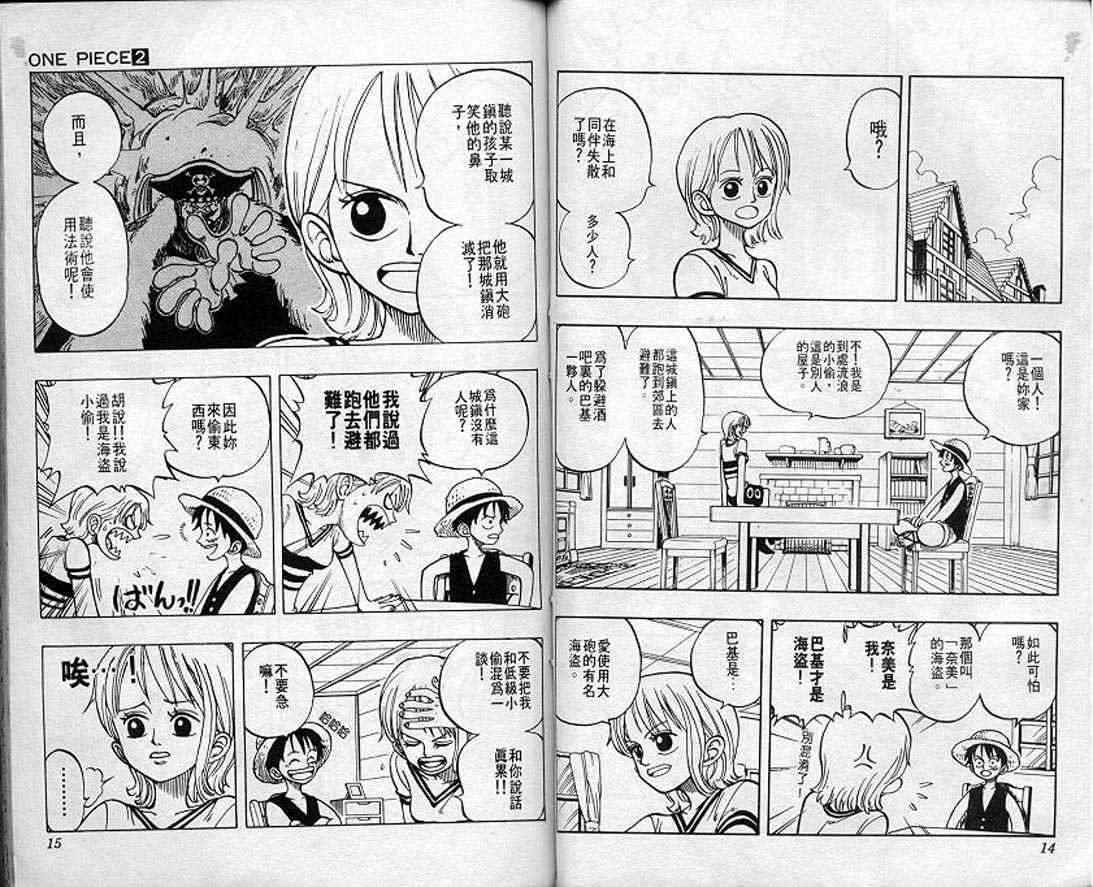 哦？
在海上和
同伴失散
了嗎？
多少人？
一個人！
這是妳家
嗎？
不！我是
到處流浪
的小偷，
這是別人
的屋子。
這城鎮上的人
都跑到郊區去
避難了。
為了躲避酒
吧裏的巴基
一夥人。
如此可怕
嗎？
那個叫
「奈美」
的海盜。
奈美是
我！
巴基才是
海盜！
別混淆了！
巴基是…
愛使用大
砲的有名
海盜。
14
ONE PIECE2
聽說某一城
鎮的孩子取
笑他的鼻
子，
他就用大砲
把那城鎮消
滅了！
而且，
聽說他會使
用法術呢！
為什麼這
城鎮沒有
人呢？
我說過
他們都
跑去避
難了！
因此妳
來偷東
西嗎？
胡說!!我說
過我是海盜
小偷！
ばんっ!!
不要把我
和低級小
偷混為一
談！
和你說話
真累!!
不要急
嘛！
哈哈哈
唉…！
………
15